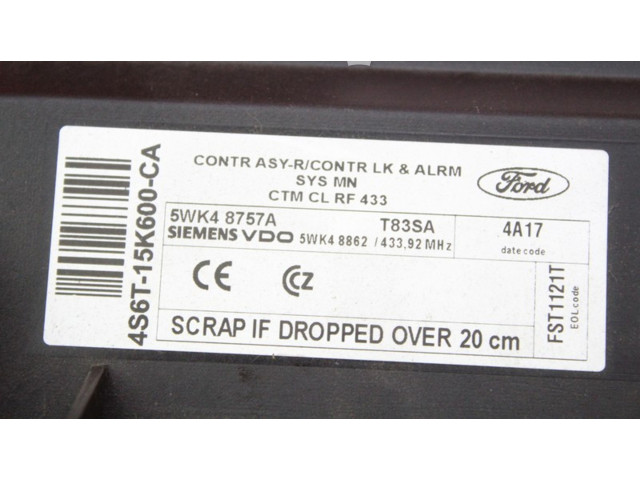 4S6T-15K600-CA
CONTR ASY-R/CONTR LK & ALRM
SYS MN
CTM CL RF 433
Ford
5WK4 8757A T83SA
SIEMENS VDO 5WK4 8862 / 433,92 MHz
4A17
date code
CE CZ
FST1121T
EOL code
SCRAP IF DROPPED OVER 20 cm